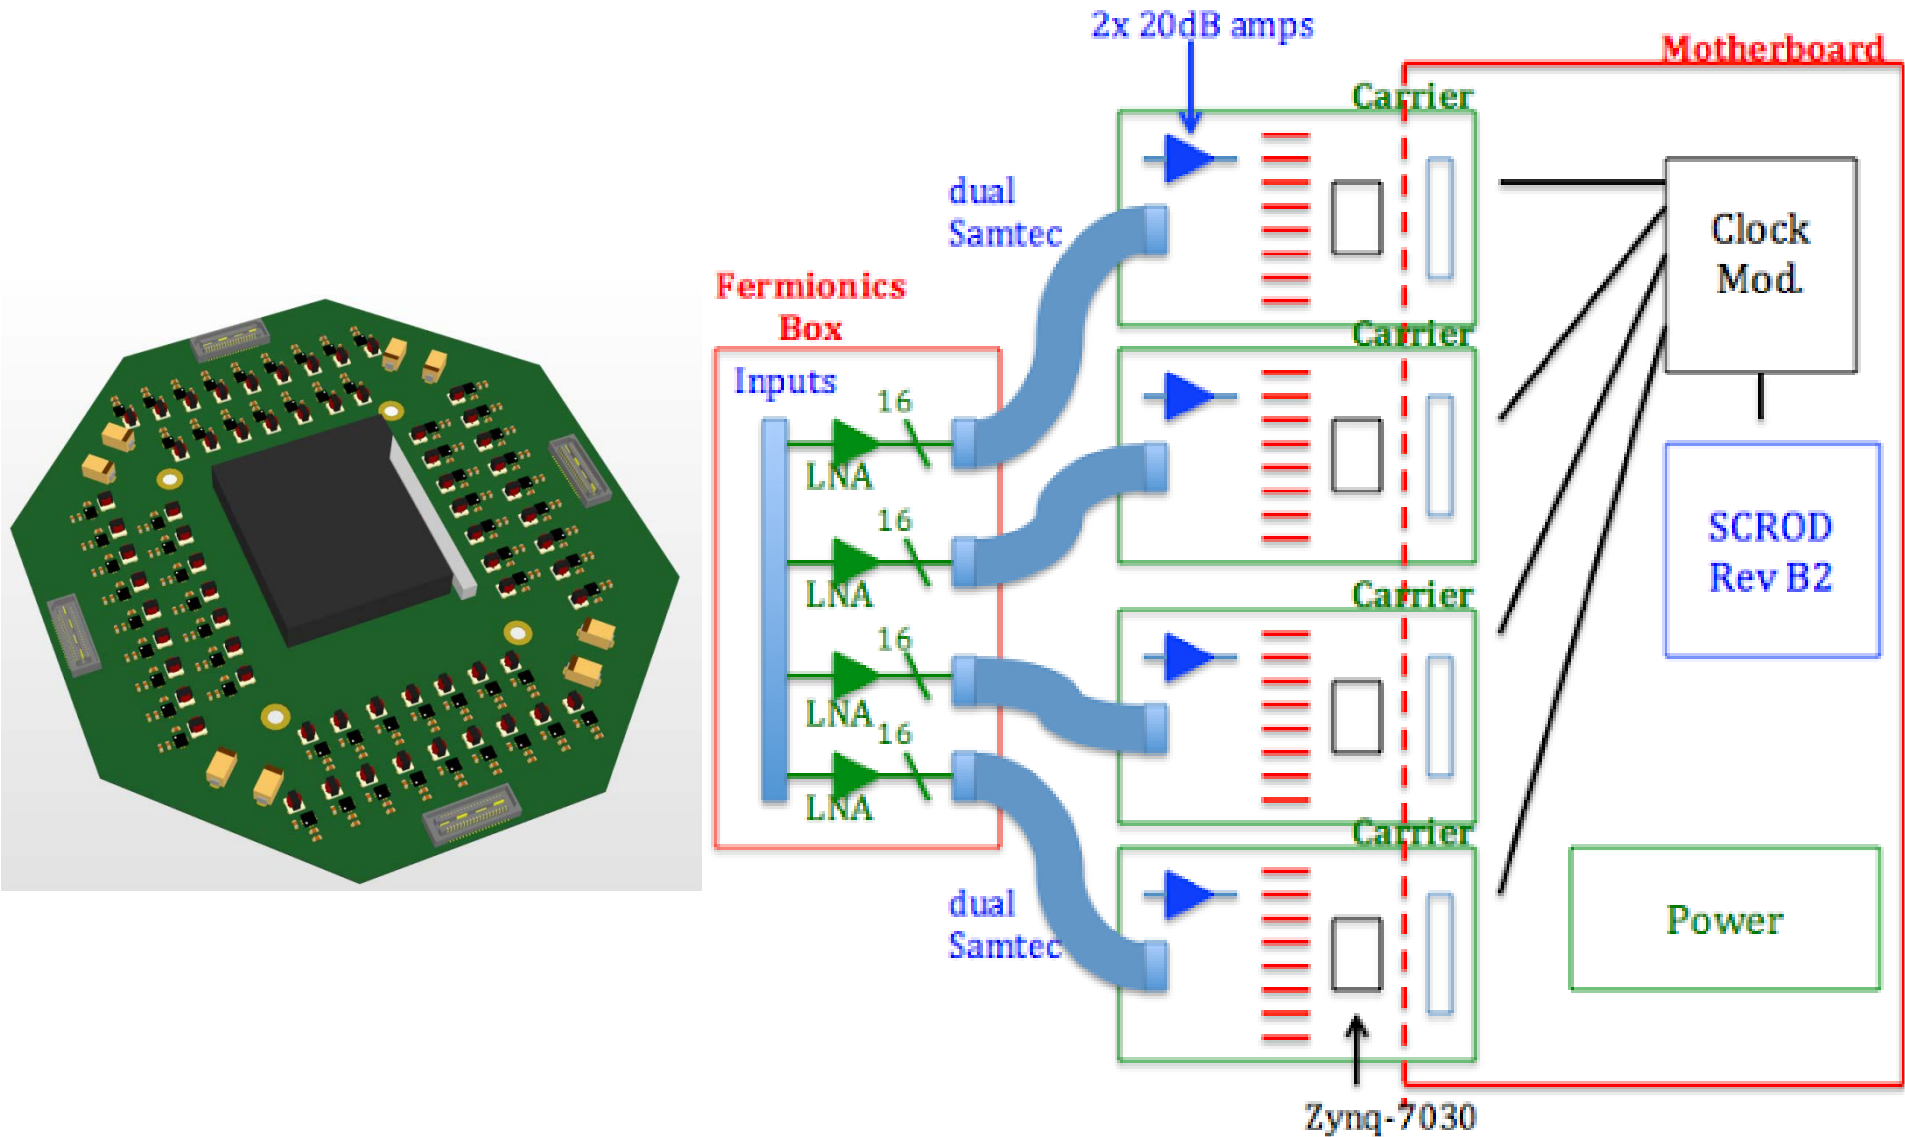 2x 20dB amps
Motherboard
Carrier
dual
Samtec
Clock
Mod.
Fermionics
Box
Carrier
Inputs
16
LNA
16
LNA
SCROD
Rev B2
Carrier
16
LNA
16
LNA
Carrier
dual
Samtec
Power
Zynq-7030